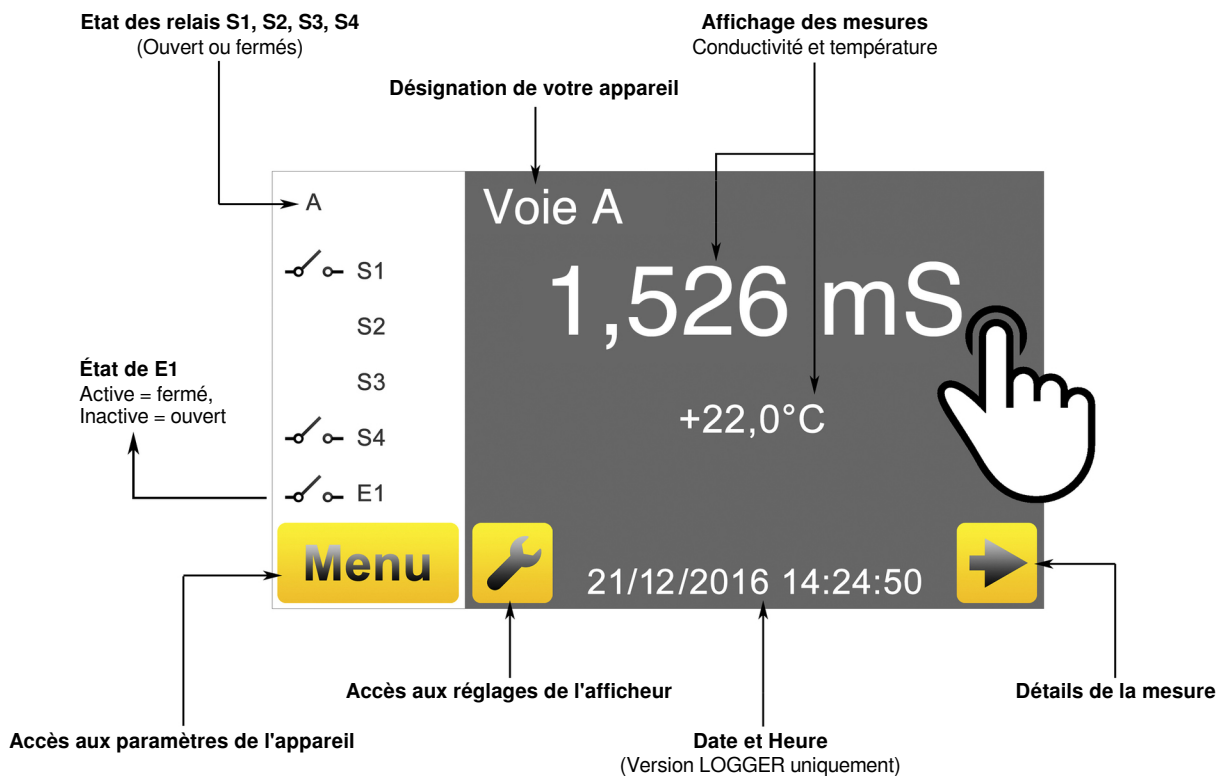 Etat des relais S1, S2, S3, S4
(Ouvert ou fermés)
Affichage des mesures
Conductivité et température
Désignation de votre appareil
A
Voie A
S1
1,526 mS
S2
État de E1
Active = fermé,
Inactive = ouvert
S3
+22,0°C
S4
E1
Menu
21/12/2016 14:24:50
Accès aux réglages de l'afficheur
Détails de la mesure
Accès aux paramètres de l'appareil
Date et Heure
(Version LOGGER uniquement)